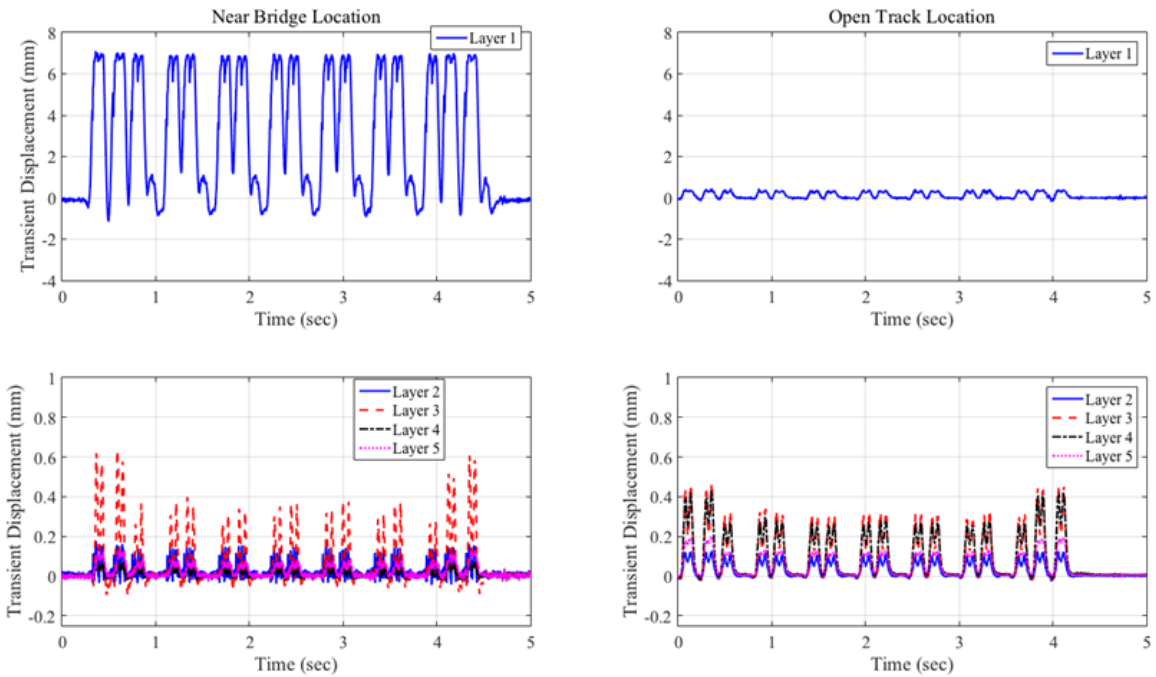 Near Bridge Location
Layer 1
Transient Displacement (mm)
8
6
4
2
0
-2
-4
0
1
2
3
4
5
Time (sec)
Open Track Location
Layer 1
Transient Displacement (mm)
8
6
4
2
0
-2
-4
0
1
2
3
4
5
Time (sec)
Layer 2
Layer 3
Layer 4
Layer 5
Transient Displacement (mm)
1
0.8
0.6
0.4
0.2
0
-0.2
0
1
2
3
4
5
Time (sec)
Layer 2
Layer 3
Layer 4
Layer 5
Transient Displacement (mm)
1
0.8
0.6
0.4
0.2
0
-0.2
0
1
2
3
4
5
Time (sec)